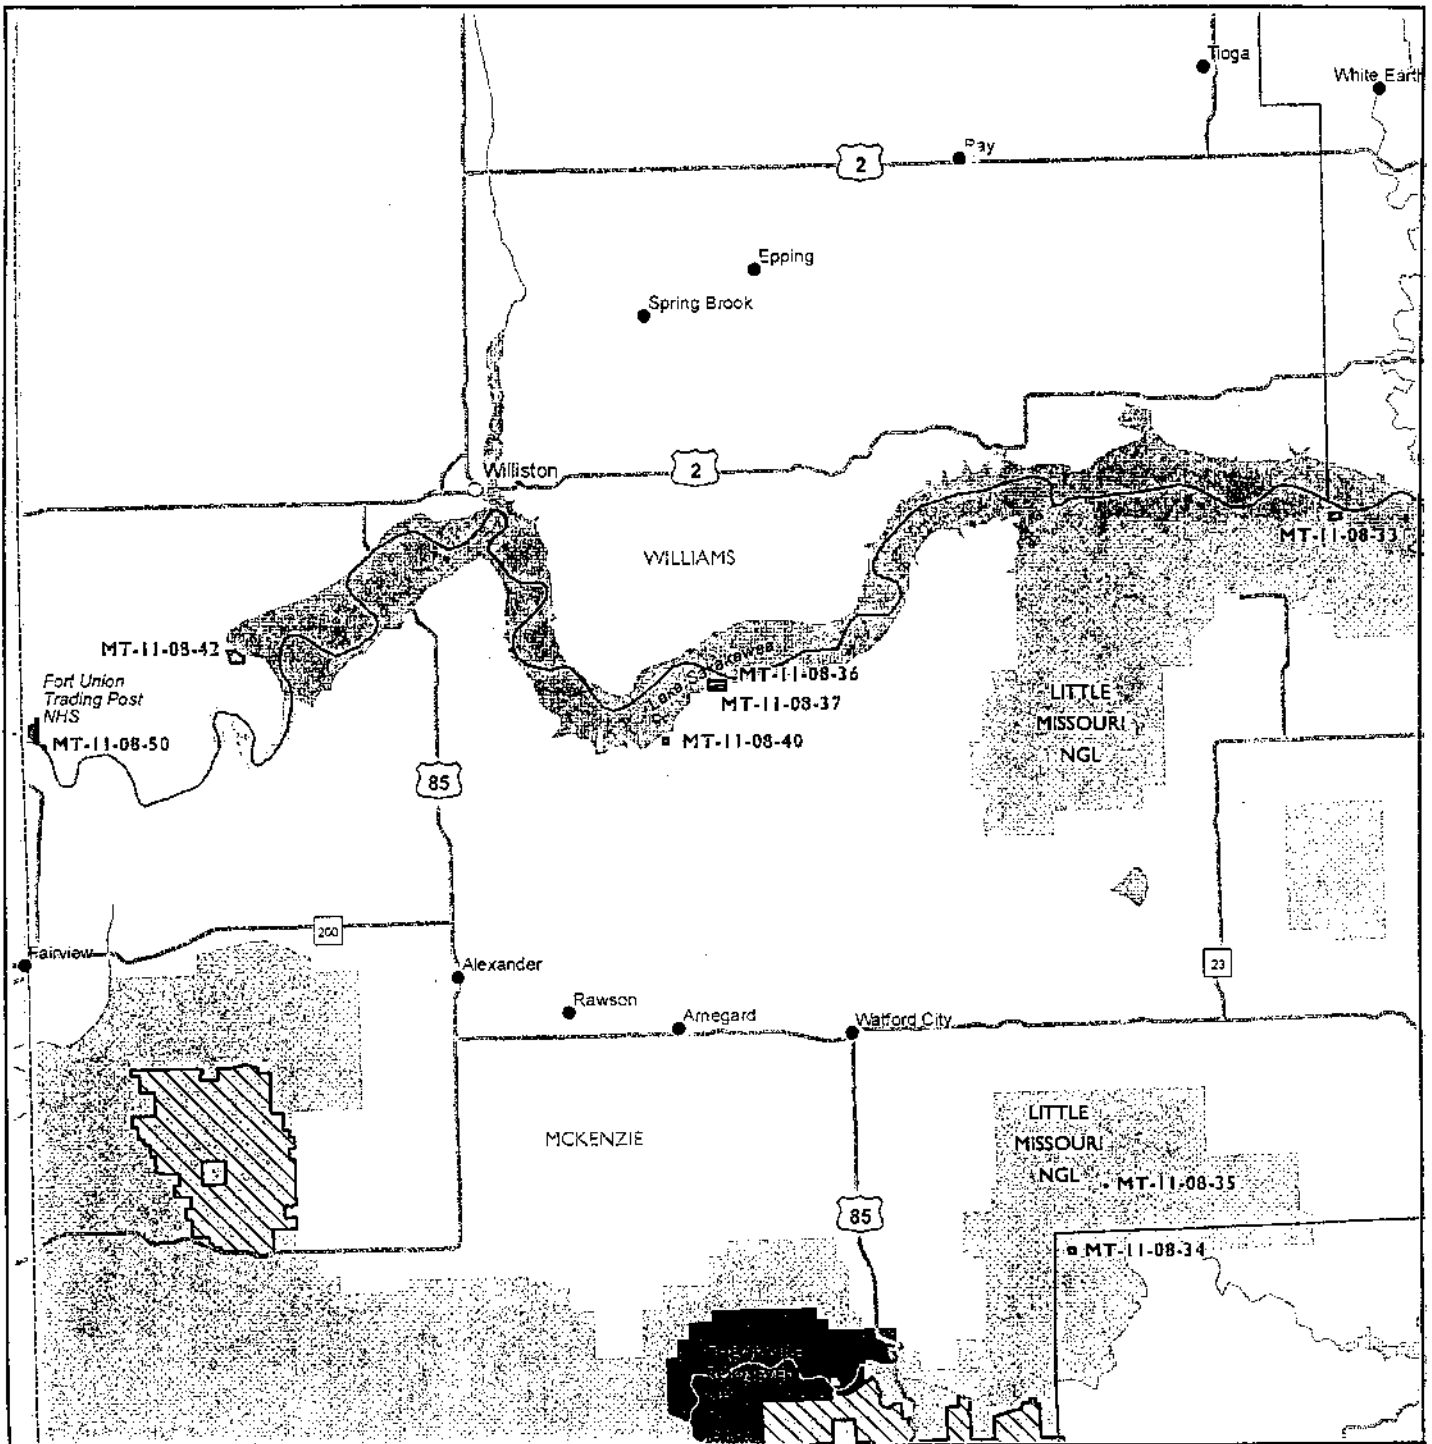 Tioga
White Earth
2
Ray
Epping
Spring Brook
Williston
2
MT-11-08-33
WILLIAMS
MT-11-08-42
Lake Sakakawea
MT-11-08-36
MT-11-08-37
Fort Union
Trading Post
NHS
MT-11-08-50
LITTLE
MISSOURI
NGL
MT-11-08-40
85
200
Fairview
Alexander
23
Rawson
Arnegard
Watford City
LITTLE
MISSOURI
NGL
MCKENZIE
MT-11-08-35
85
MT-11-08-34
THEODORE
ROOSEVELT